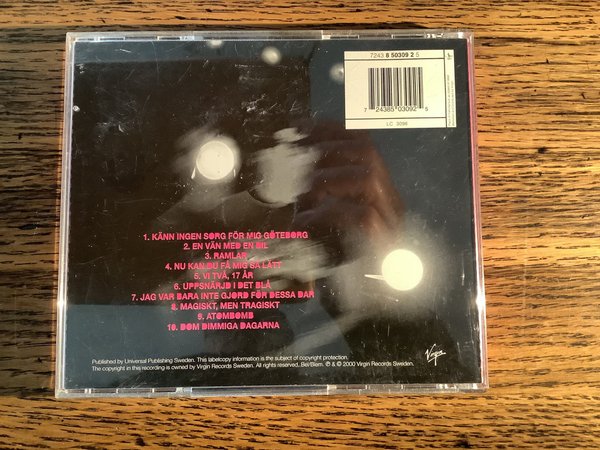 7243 8 50309 2 5
7 24385 03092 5
LC 3098
1. KÄNN INGEN SORG FÖR MIG GÖTEBORG
2. EN VÄN MED EN BIL
3. RAMLAR
4. NU KAN DU FÅ MIG SÅ LÄTT
5. VI TVÅ, 17 ÅR
6. UPPSNÄRJD I DET BLÅ
7. JAG VAR BARA INTE GJORD FÖR DESSA DAR
8. MAGISKT, MEN TRAGISKT
9. ATOMBOMB
10. DOM DIMMIGA DAGARNA
Published by Universal Publishing Sweden. This labelcopy information is the subject of copyright protection.
The copyright in this recording is owned by Virgin Records Sweden. All rights reserved. Bel/Biem. ℗ & © 2000 Virgin Records Sweden.
Virgin